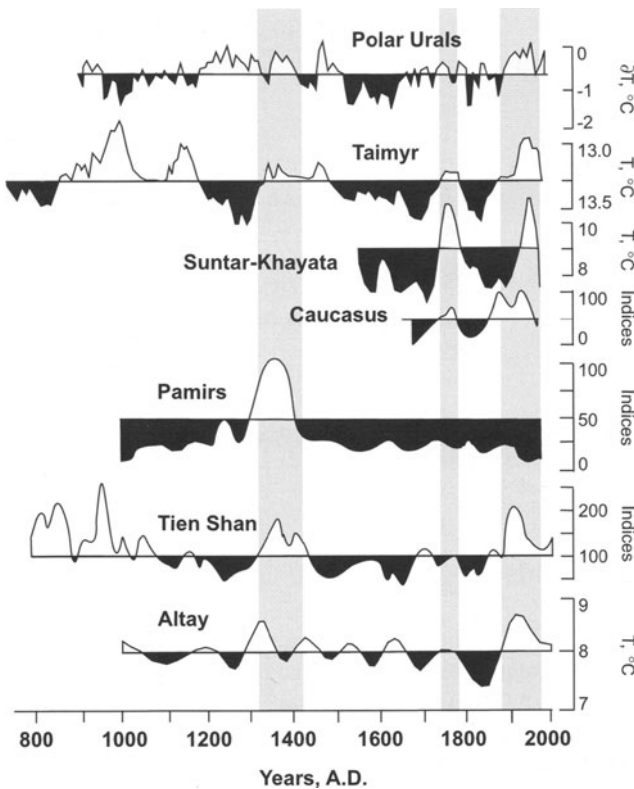 Polar Urals
0
-1
-2
∂T, °C
Taimyr
13.0
13.5
T, °C
Suntar-Khayata
10
8
T, °C
Caucasus
100
0
Indices
Pamirs
100
50
0
Indices
Tien Shan
200
100
Indices
Altay
9
8
7
T, °C
800 1000 1200 1400 1600 1800 2000
Years, A.D.